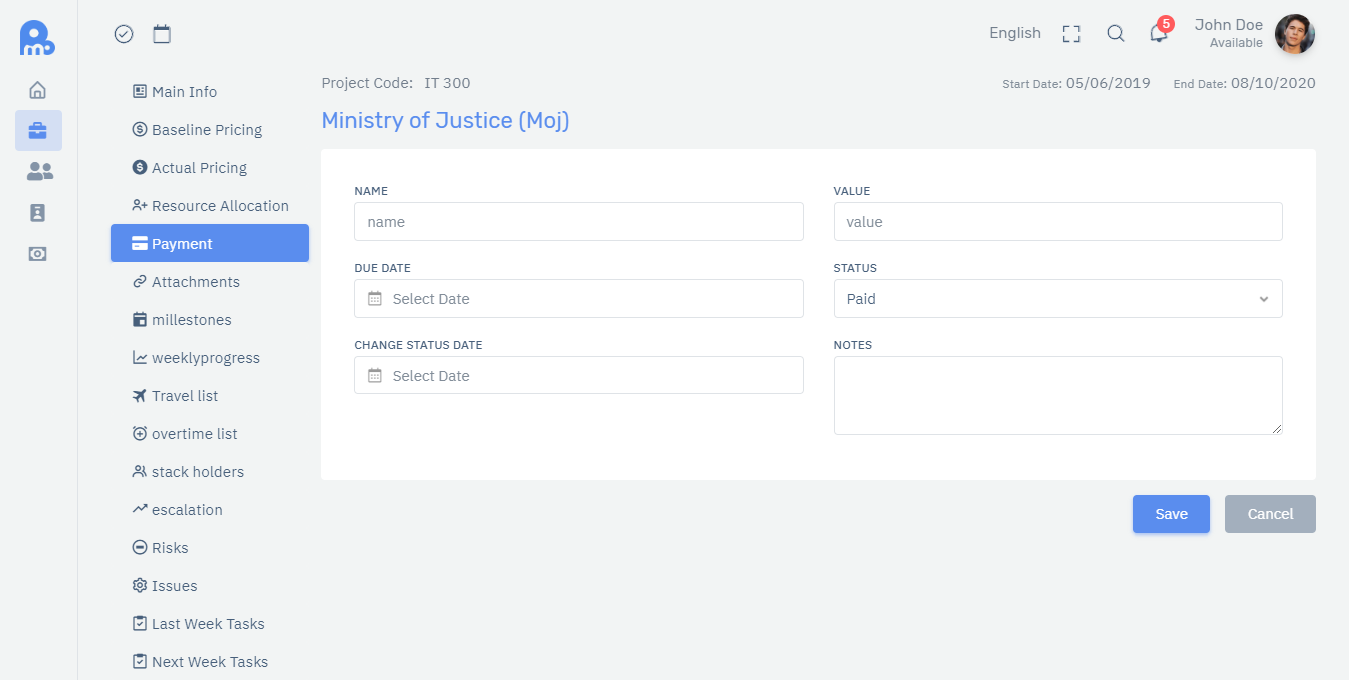 English
5
John Doe
Available
Main Info
Baseline Pricing
Actual Pricing
Resource Allocation
Payment
Attachments
millestones
weeklyprogress
Travel list
overtime list
stack holders
escalation
Risks
Issues
Last Week Tasks
Next Week Tasks
Project Code: IT 300
Start Date: 05/06/2019 End Date: 08/10/2020
Ministry of Justice (Moj)
NAME
name
VALUE
value
DUE DATE
Select Date
STATUS
Paid
CHANGE STATUS DATE
Select Date
NOTES
Save
Cancel